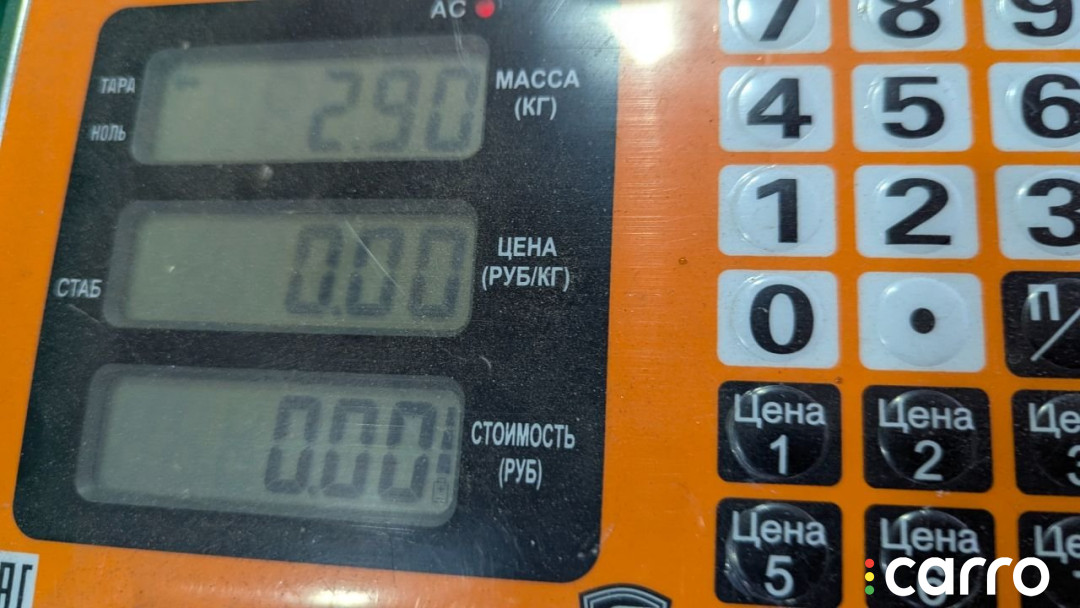 AC
ТАРА
2.90
МАССА
(КГ)
НОЛЬ
0.00
ЦЕНА
(РУБ/КГ)
СТАБ
0.00
СТОИМОСТЬ
(РУБ)
7 8 9
4 5 6
1 2 3
0 •
Цена
1
Цена
2
Цена
5
Цена
carro